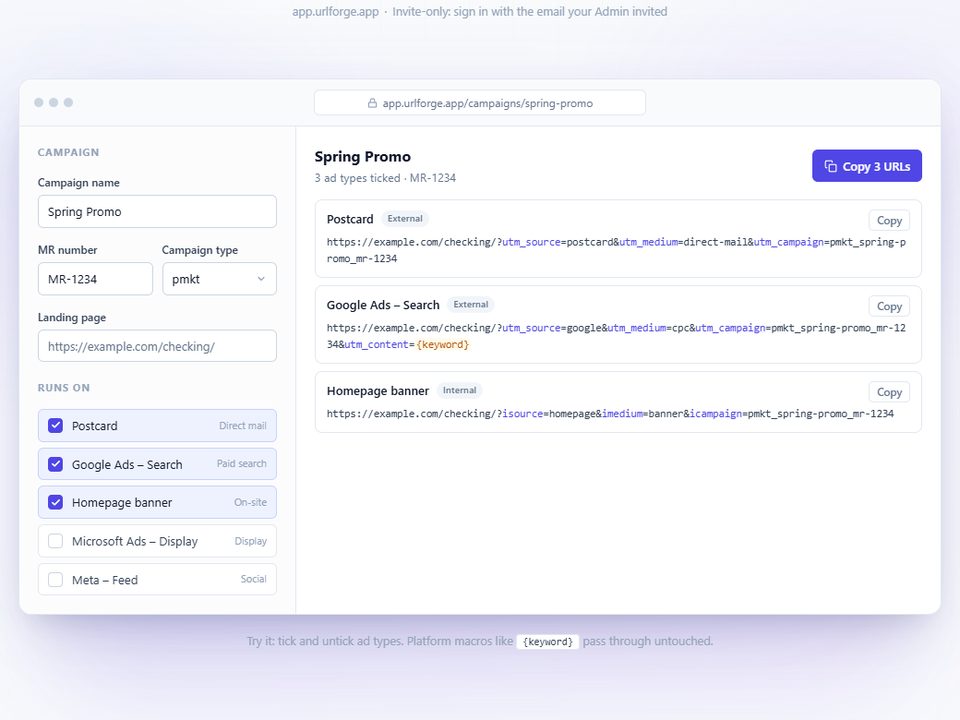 app.urlforge.app · Invite-only: sign in with the email your Admin invited
app.urlforge.app/campaigns/spring-promo
CAMPAIGN
Campaign name
Spring Promo
MR number
Campaign type
MR-1234
pmkt
Landing page
https://example.com/checking/
RUNS ON
Postcard
Direct mail
Google Ads – Search
Paid search
Homepage banner
On-site
Microsoft Ads – Display
Display
Meta – Feed
Social
Spring Promo
3 ad types ticked · MR-1234
Copy 3 URLs
Postcard External
Copy
https://example.com/checking/?utm_source=postcard&utm_medium=direct-mail&utm_campaign=pmkt_spring-p
romo_mr-1234
Google Ads – Search External
Copy
https://example.com/checking/?utm_source=google&utm_medium=cpc&utm_campaign=pmkt_spring-promo_mr-12
34&utm_content={keyword}
Homepage banner Internal
Copy
https://example.com/checking/?isource=homepage&imedium=banner&icampaign=pmkt_spring-promo_mr-1234
Try it: tick and untick ad types. Platform macros like {keyword} pass through untouched.